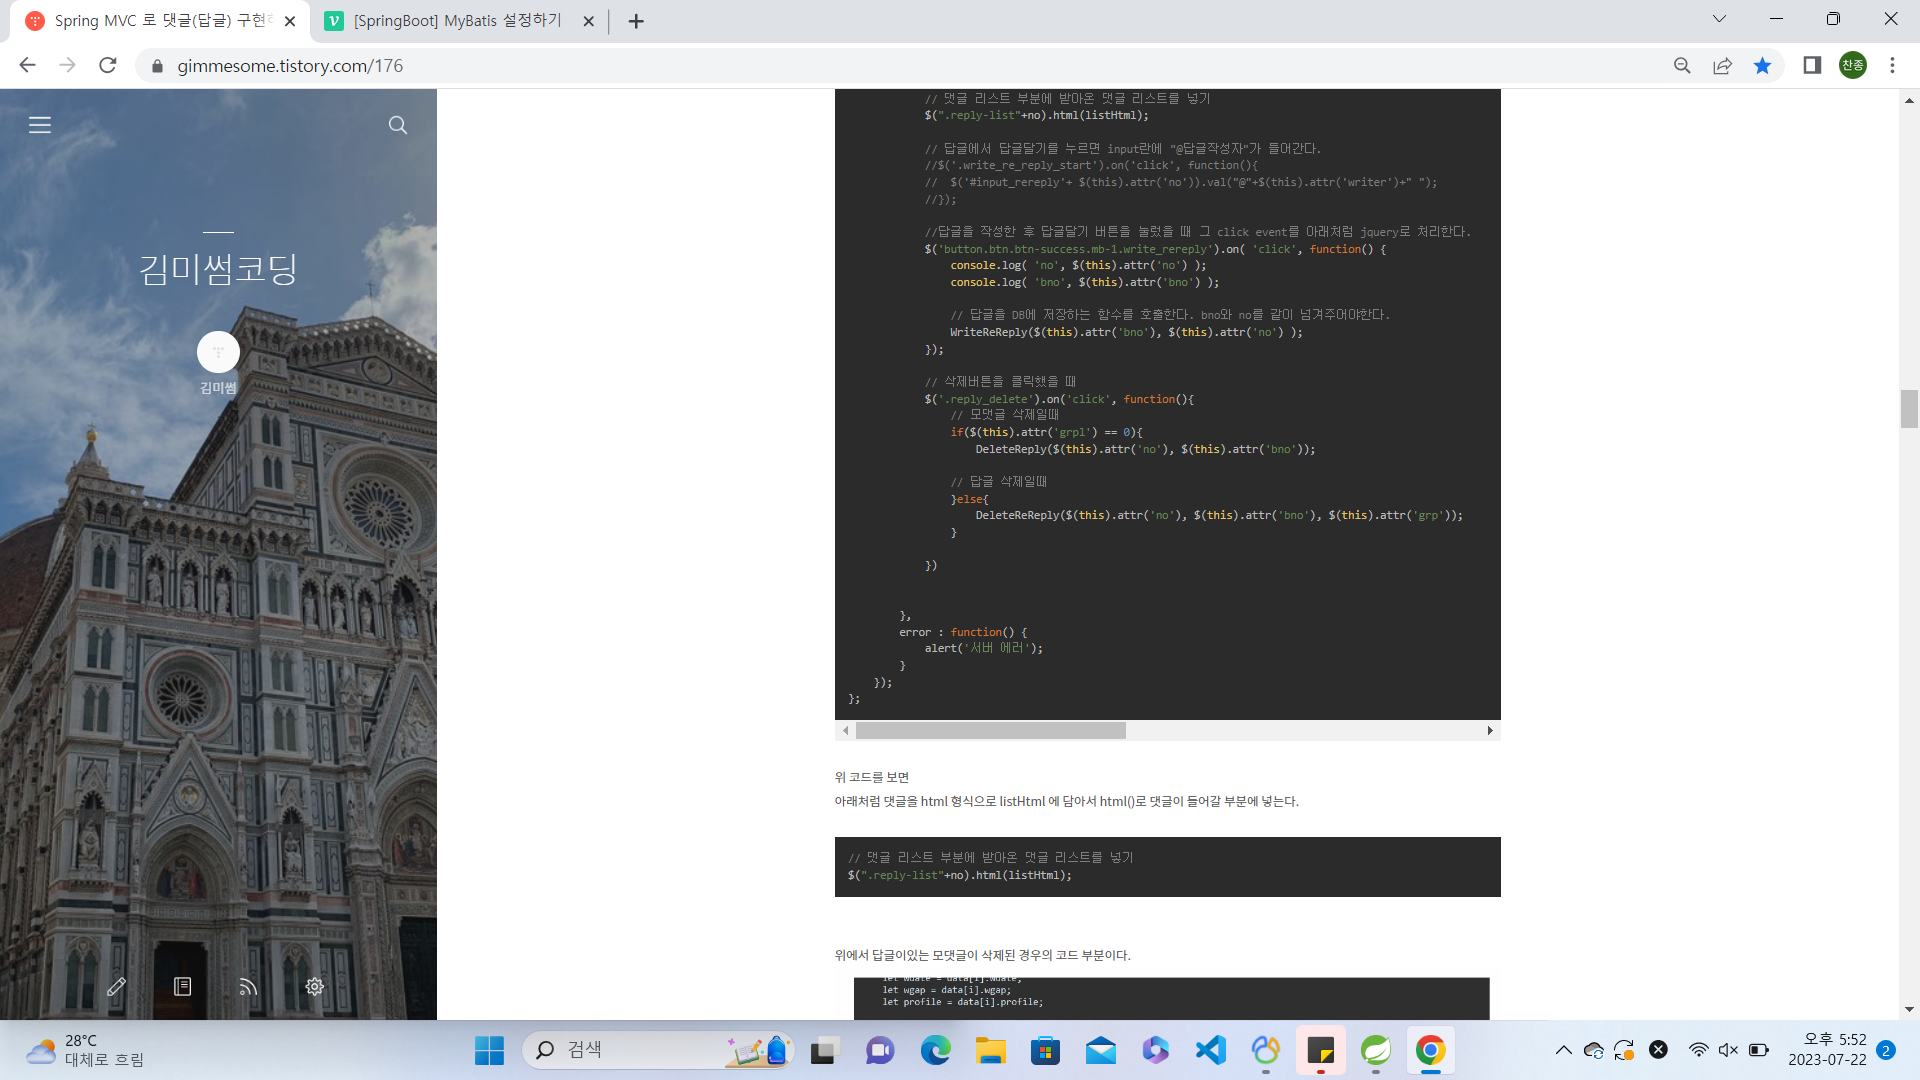 Spring MVC 로 댓글(답글) 구현
[SpringBoot] MyBatis 설정하기
gimmesome.tistory.com/176
찬종
김미썸코딩
김미썸
// 댓글 리스트 부분에 받아온 댓글 리스트를 넣기
$(".reply-list"+no).html(listHtml);
// 답글에서 답글달기를 누르면 input란에 "@답글작성자"가 들어간다.
//$('.write_re_reply_start').on('click', function(){
//  $('#input_rereply'+ $(this).attr('no')).val("@"+$(this).attr('writer')+" ");
//});
//답글을 작성한 후 답글달기 버튼을 눌렀을 때 그 click event를 아래처럼 jquery로 처리한다.
$('button.btn.btn-success.mb-1.write_rereply').on( 'click', function() {
console.log( 'no', $(this).attr('no') );
console.log( 'bno', $(this).attr('bno') );
// 답글을 DB에 저장하는 함수를 호출한다. bno와 no를 같이 넘겨주어야한다.
WriteReReply($(this).attr('bno'), $(this).attr('no') );
});
// 삭제버튼을 클릭했을 때
$('.reply_delete').on('click', function(){
// 모댓글 삭제일때
if($(this).attr('grpl') == 0){
DeleteReply($(this).attr('no'), $(this).attr('bno'));
// 답글 삭제일때
}else{
DeleteReReply($(this).attr('no'), $(this).attr('bno'), $(this).attr('grp'));
}
})
},
error : function() {
alert('서버 에러');
}
});
};
위 코드를 보면
아래처럼 댓글을 html 형식으로 listHtml 에 담아서 html()로 댓글이 들어갈 부분에 넣는다.
// 댓글 리스트 부분에 받아온 댓글 리스트를 넣기
$(".reply-list"+no).html(listHtml);
위에서 답글이있는 모댓글이 삭제된 경우의 코드 부분이다.
let wdate = data[i].wdate;
let wgap = data[i].wgap;
let profile = data[i].profile;
28°C
대체로 흐림
검색
오후 5:52
2023-07-22
2